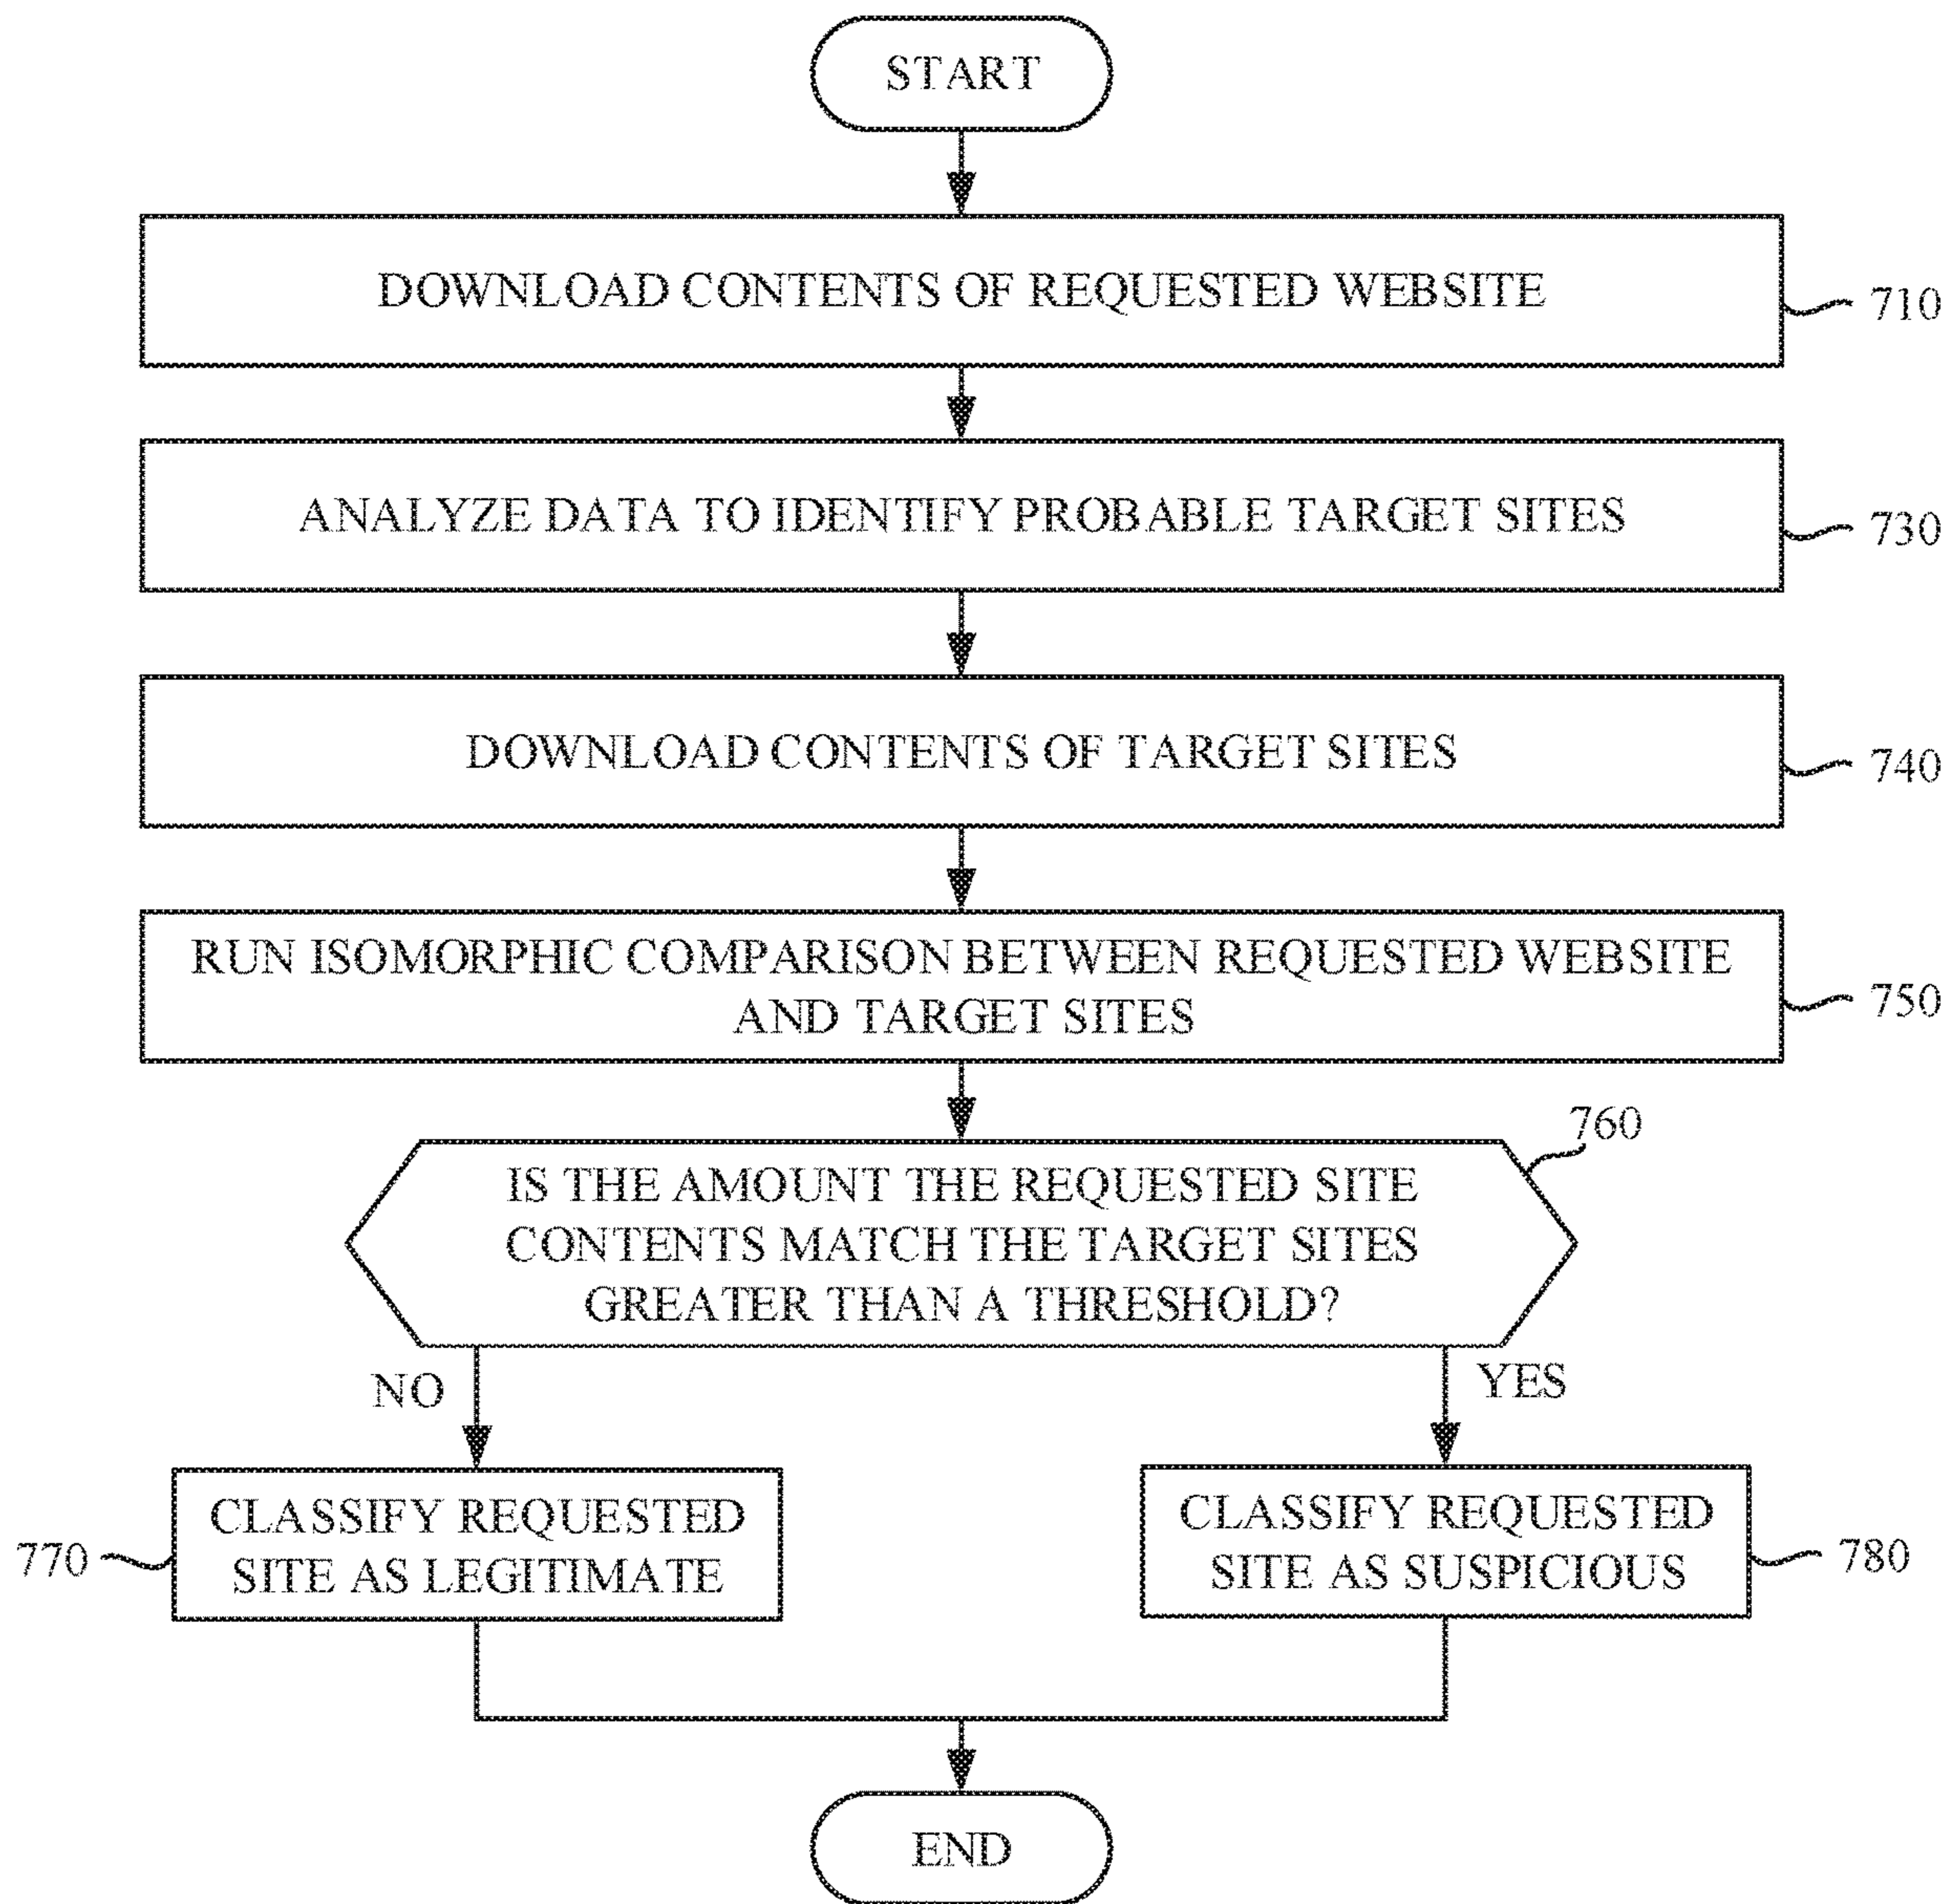 START
DOWNLOAD CONTENTS OF REQUESTED WEBSITE
710
ANALYZE DATA TO IDENTIFY PROBABLE TARGET SITES
730
DOWNLOAD CONTENTS OF TARGET SITES
740
RUN ISOMORPHIC COMPARISON BETWEEN REQUESTED WEBSITE
AND TARGET SITES
750
760
IS THE AMOUNT THE REQUESTED SITE
CONTENTS MATCH THE TARGET SITES
GREATER THAN A THRESHOLD?
NO
YES
CLASSIFY REQUESTED
SITE AS LEGITIMATE
770
CLASSIFY REQUESTED
SITE AS SUSPICIOUS
780
END